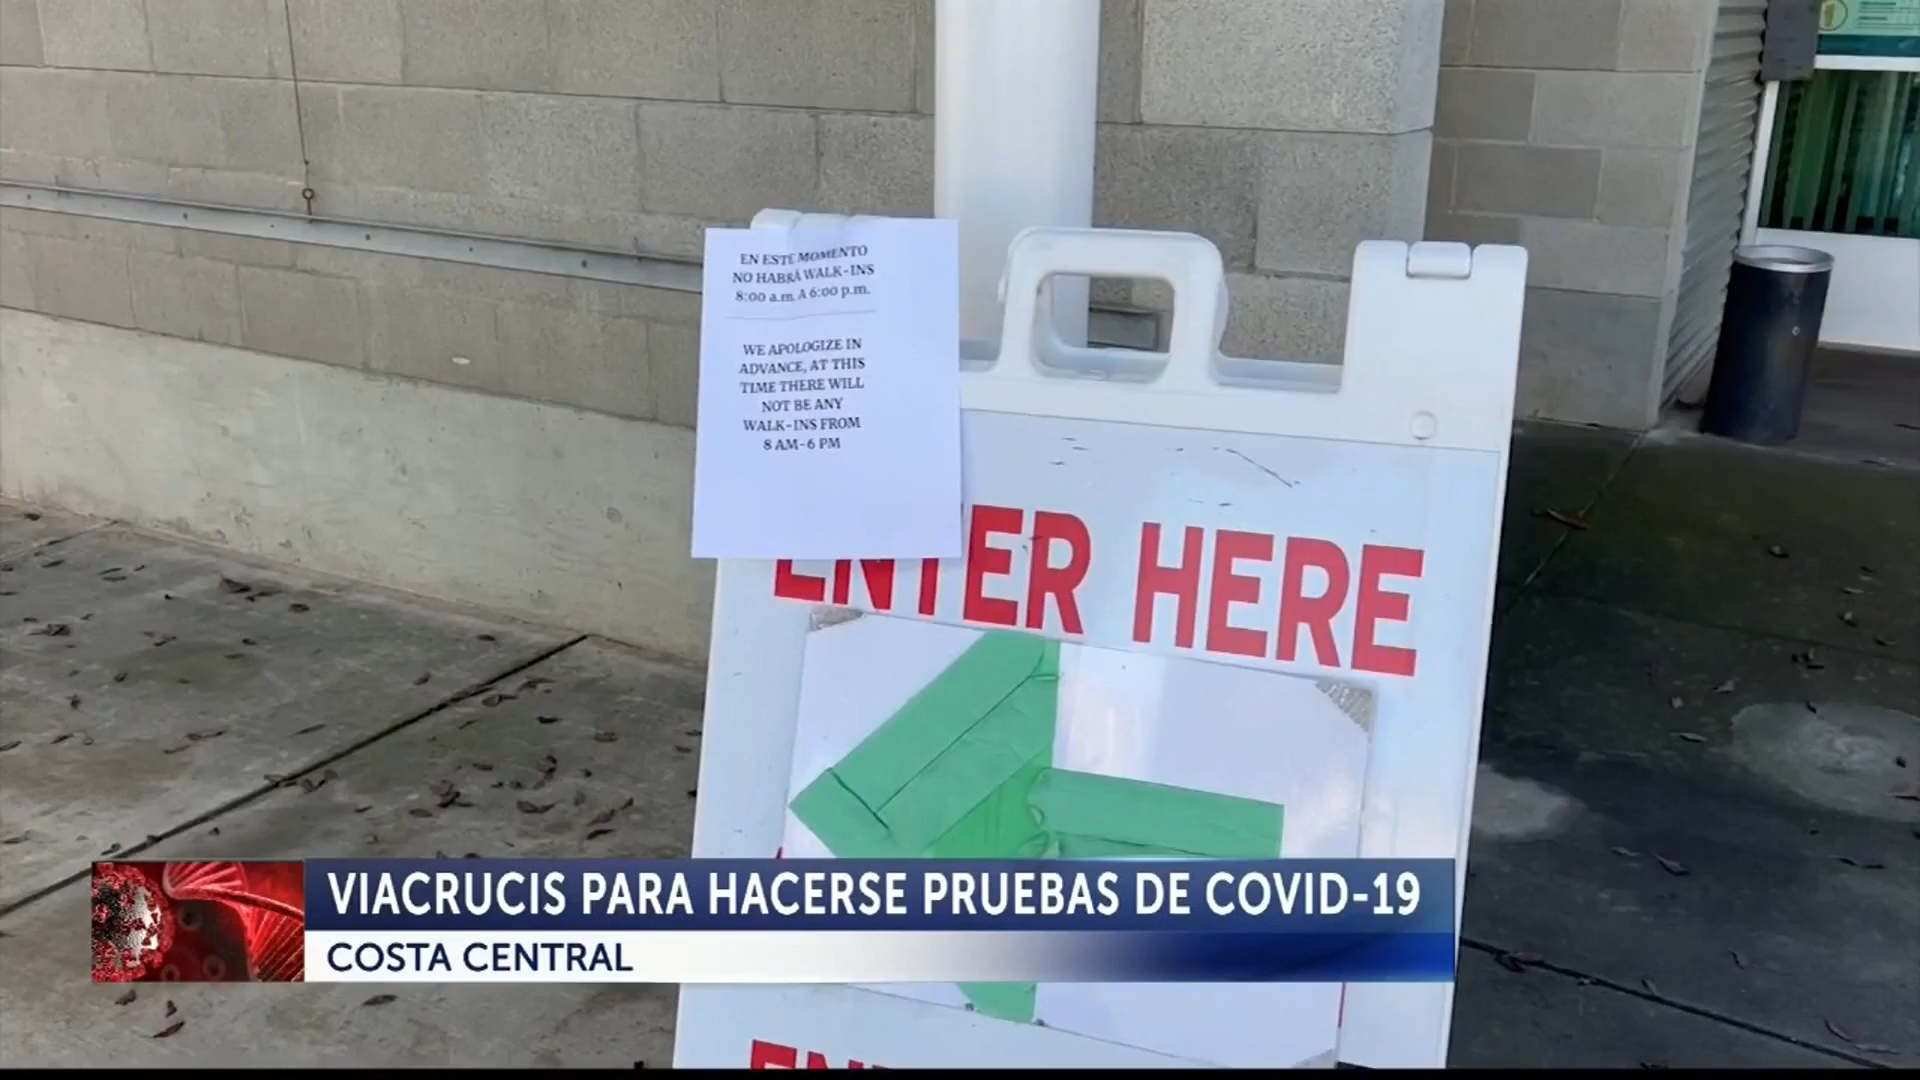 EN ESTE MOMENTO
NO HABRÁ WALK-INS
8:00 a.m. A 6:00 p.m.
WE APOLOGIZE IN
ADVANCE, AT THIS
TIME THERE WILL
NOT BE ANY
WALK-INS FROM
8 AM-6 PM
ENTER HERE
VIACRUCIS PARA HACERSE PRUEBAS DE COVID-19
COSTA CENTRAL